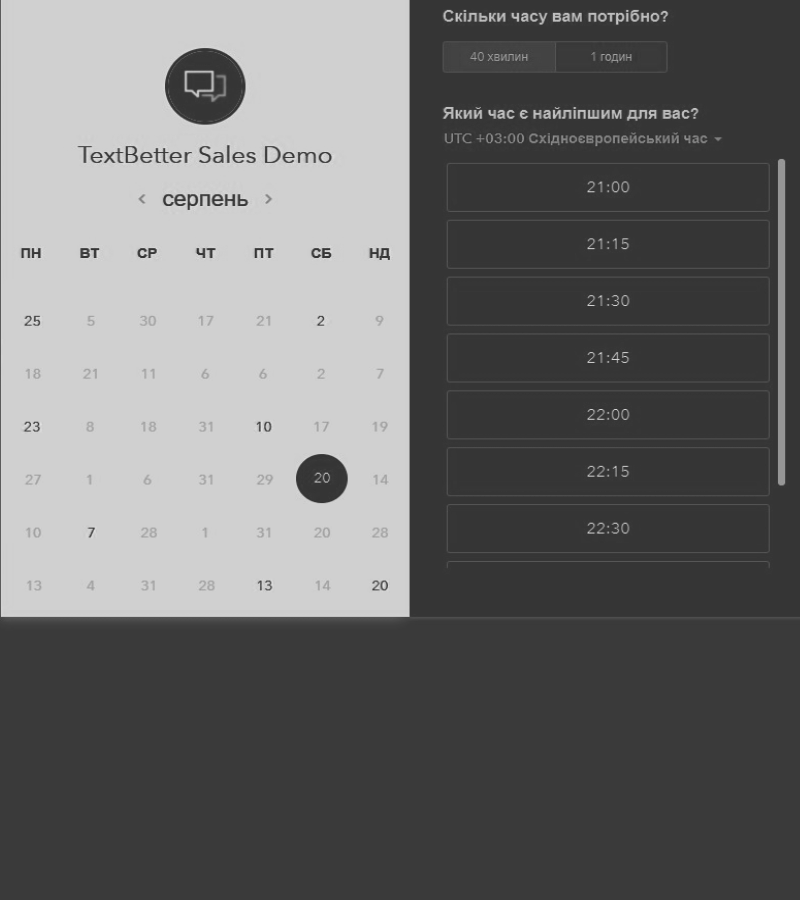 TextBetter Sales Demo
серпень
ПН ВТ СР ЧТ ПТ СБ НД
25 5 30 17 21 2 9
18 21 11 6 6 2 7
23 8 18 31 10 17 19
27 1 6 31 29 20 14
10 7 28 1 31 20 28
13 4 31 28 13 14 20
Скільки часу вам потрібно?
40 хвилин 1 годин
Який час є найліпшим для вас?
UTC +03:00 Східноєвропейський час
21:00
21:15
21:30
21:45
22:00
22:15
22:30